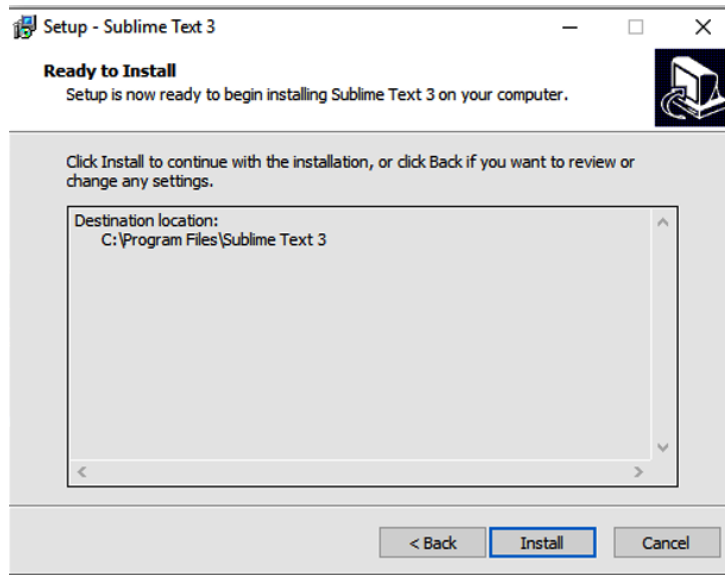 Setup - Sublime Text 3
Ready to Install
Setup is now ready to begin installing Sublime Text 3 on your computer.
Click Install to continue with the installation, or click Back if you want to review or
change any settings.
Destination location:
C:\Program Files\Sublime Text 3
< Back
Install
Cancel